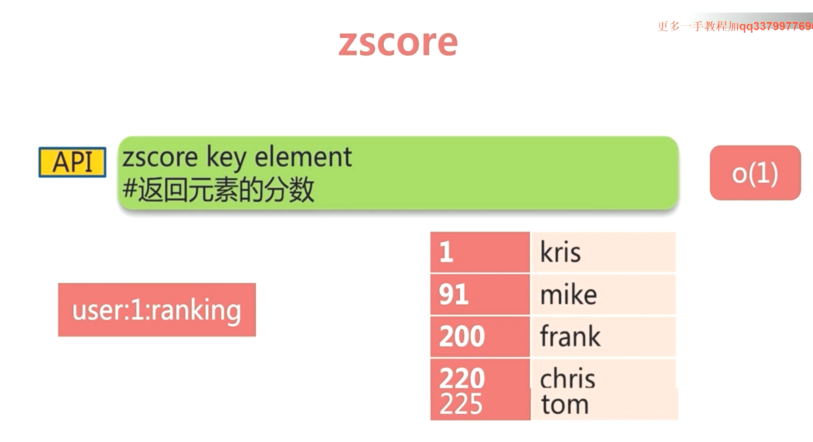 更多一手教程加qq3379977690
zscore
API
zscore key element
#返回元素的分数
o(1)
user:1:ranking
1 kris
91 mike
200 frank
220 chris
225 tom